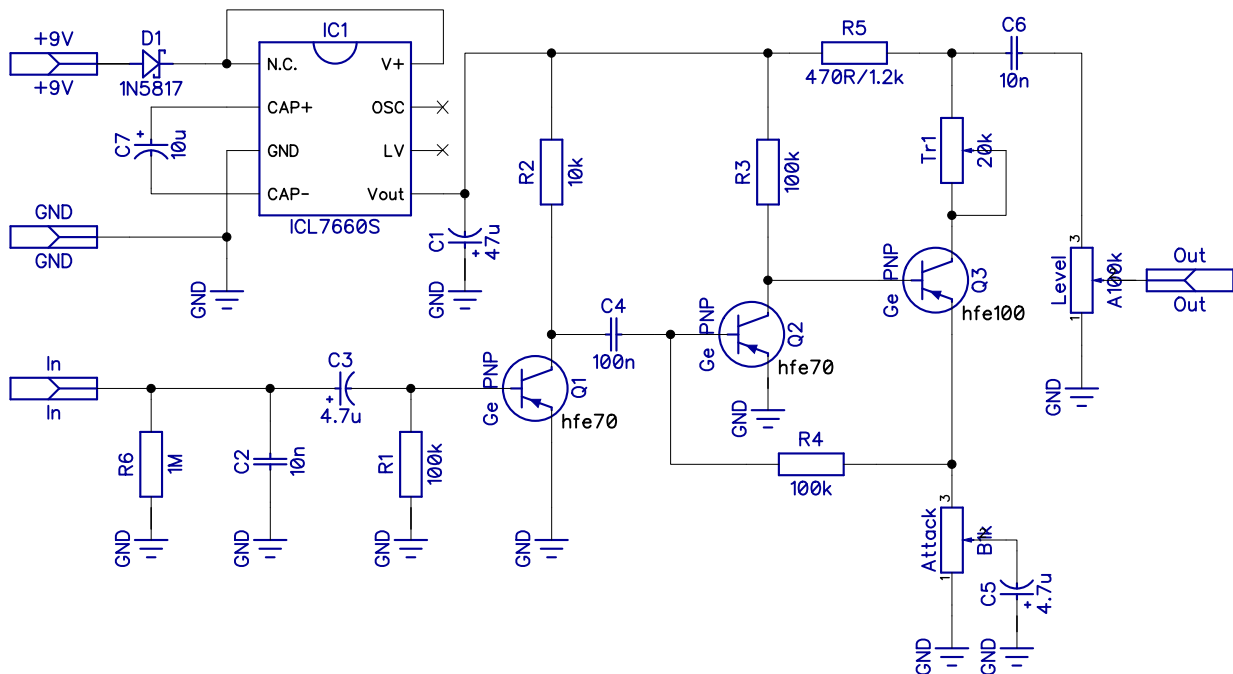 +9V
+9V
D1
1N5817
IC1
N.C.
V+
CAP+
OSC
GND
LV
CAP-
Vout
ICL7660S
C7
+
10u
GND
GND
GND
C1
+
47u
GND
R2
10k
R3
100k
R5
470R/1.2k
Tr1
20k
C6
10n
3
Level
A100k
1
GND
Out
Out
PNP
Ge
Q3
hfe100
C4
100n
PNP
Ge
Q2
hfe70
GND
In
In
R6
1M
GND
C2
10n
GND
C3
+
4.7u
R1
100k
GND
PNP
Ge
Q1
hfe70
GND
R4
100k
3
Attack
B1k
1
GND
C5
+
4.7u
GND